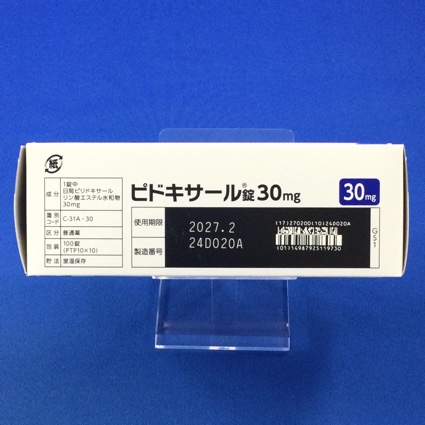 紙
成分
1錠中
日局ピリドキサール
リン酸エステル水和物
30mg
識別
コード
C-31A・30
区分
普通薬
包装
100錠
(PTP10×10)
貯法
室温保存
ピドキサール®錠30mg
30mg
使用期限
2027.2
製造番号
24D020A
(17)270200(10)24D020A
(01)14987925119730
GS1